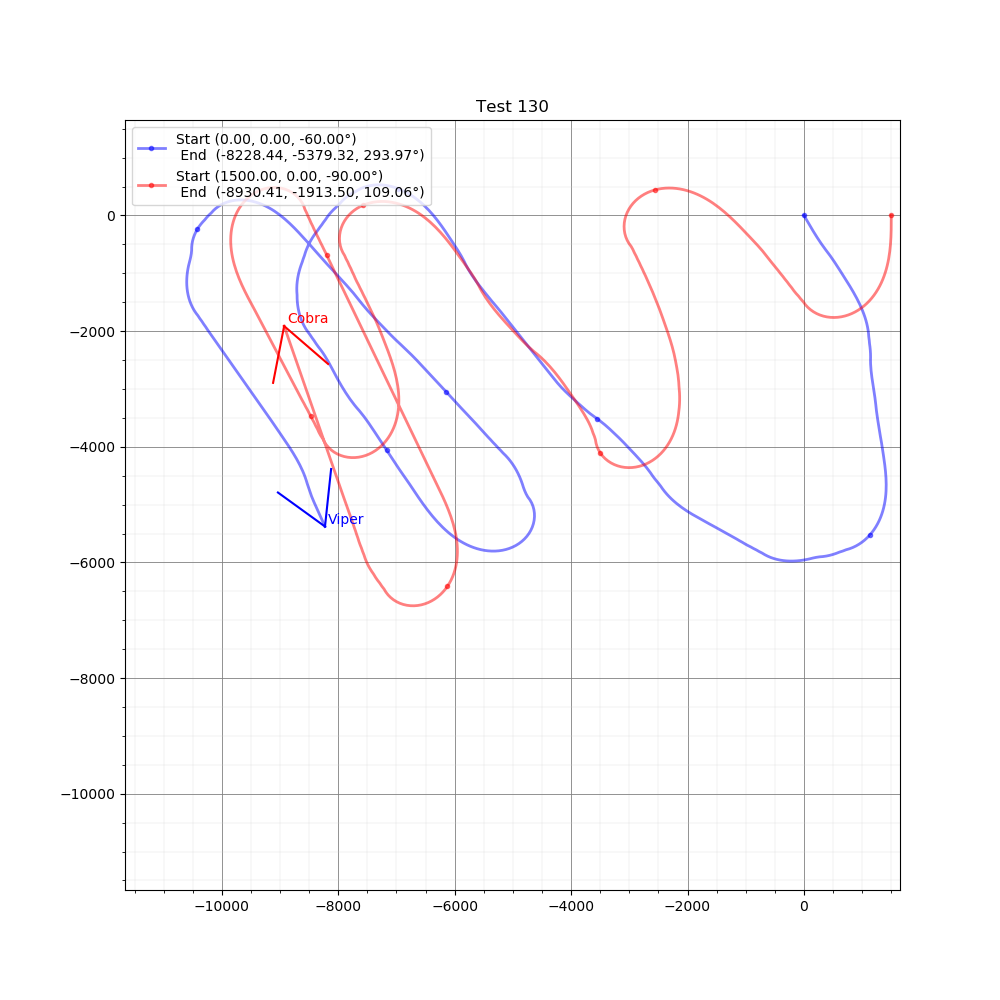 Test 130
Start (0.00, 0.00, -60.00°)
End (-8228.44, -5379.32, 293.97°)
Start (1500.00, 0.00, -90.00°)
End (-8930.41, -1913.50, 109.06°)
0
−2000
−4000
−6000
−8000
−10000
Cobra
Viper
−10000 −8000 −6000 −4000 −2000 0